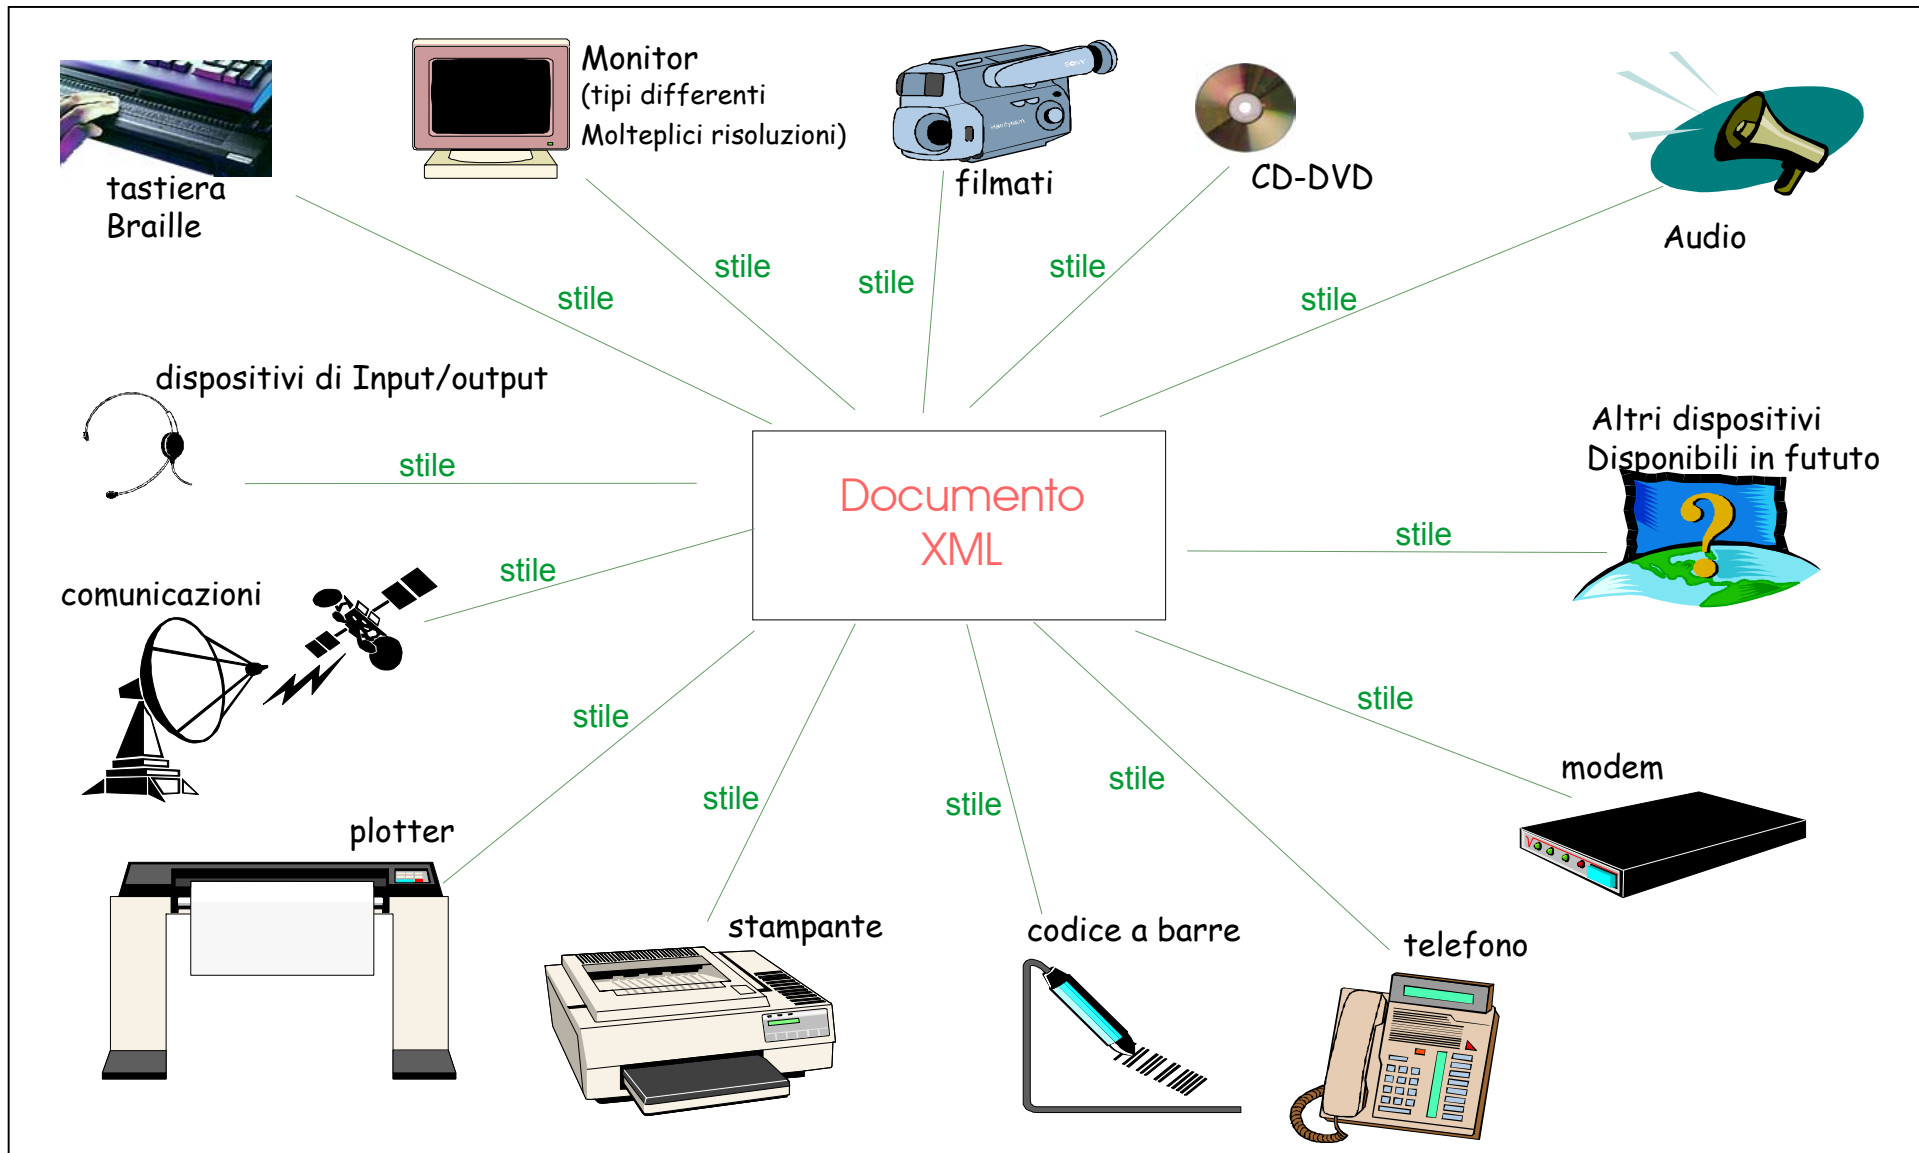 Monitor
(tipi differenti
Molteplici risoluzioni)
SONY
Handycam
tastiera
Braille
filmati
CD-DVD
Audio
stile
stile
stile
stile
stile
dispositivi di Input/output
stile
Altri dispositivi
Disponibili in fututo
Documento
XML
stile
stile
comunicazioni
stile
stile
modem
stile
stile
stile
plotter
stampante
codice a barre
telefono